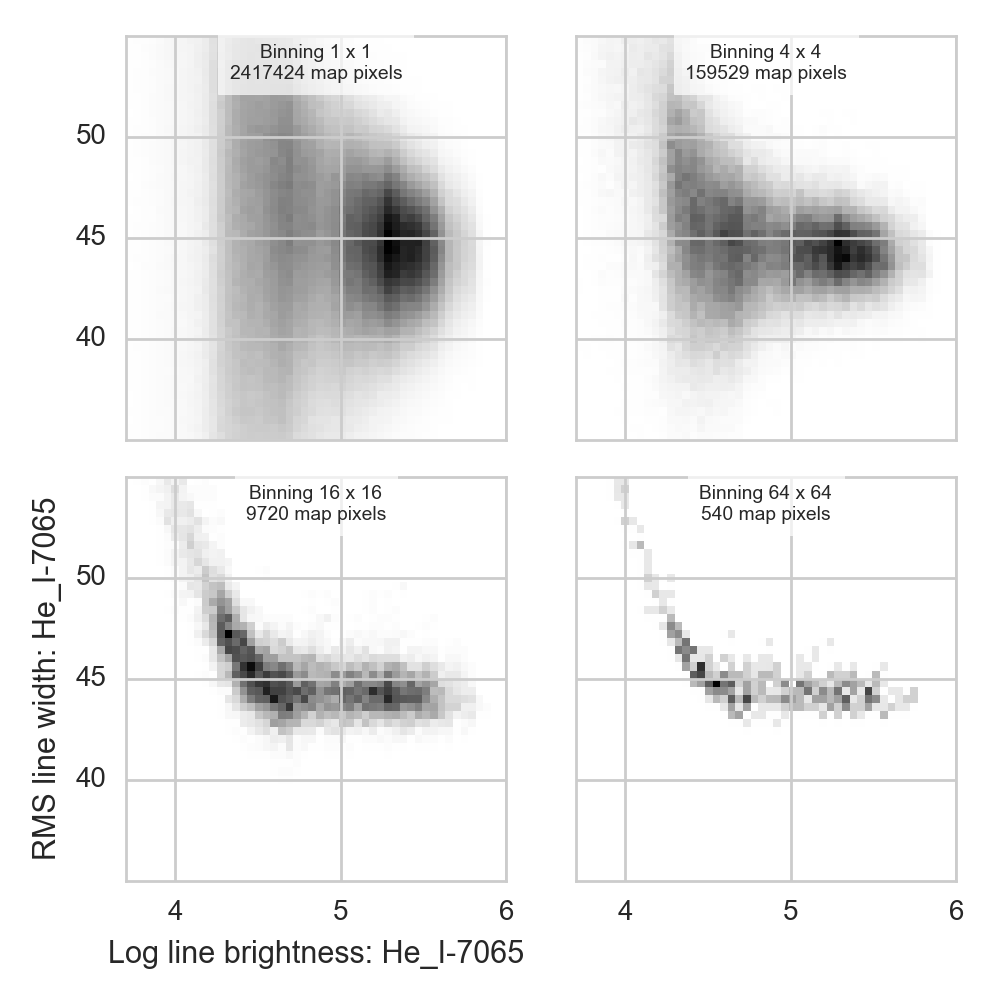 Binning 1 x 1
2417424 map pixels
Binning 4 x 4
159529 map pixels
50
45
40
Binning 16 x 16
9720 map pixels
Binning 64 x 64
540 map pixels
50
45
40
RMS line width: He_I-7065
4
5
6
4
5
6
Log line brightness: He_I-7065